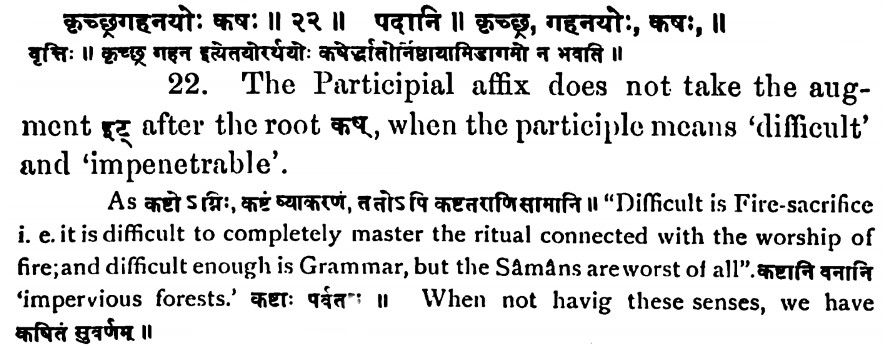 कृच्छ्रगहनयोः कषः ॥ २२ ॥ पदानि ॥ कृच्छ्र, गहनयोः, कषः, ॥
वृत्तिः ॥ कृच्छ्र गहन इत्येतयोरर्थयोः कषेर्द्धातोर्निष्ठायामिडागमो न भवति ॥
22. The Participial affix does not take the aug-
ment इट् after the root कष्, when the participle means ‘difficult’
and ‘impenetrable’.
As कष्टो ऽग्निः, कष्टं व्याकरणं, ततोऽपि कष्टतराणि सामानि ॥ “Difficult is Fire-sacrifice
i. e. it is difficult to completely master the ritual connected with the worship of
fire; and difficult enough is Grammar, but the Sâmâns are worst of all”. कष्टानि वनानि
‘impervious forests.’ कष्टाः पर्वताः ॥ When not havig these senses, we have
कषितं सुवर्णम् ॥